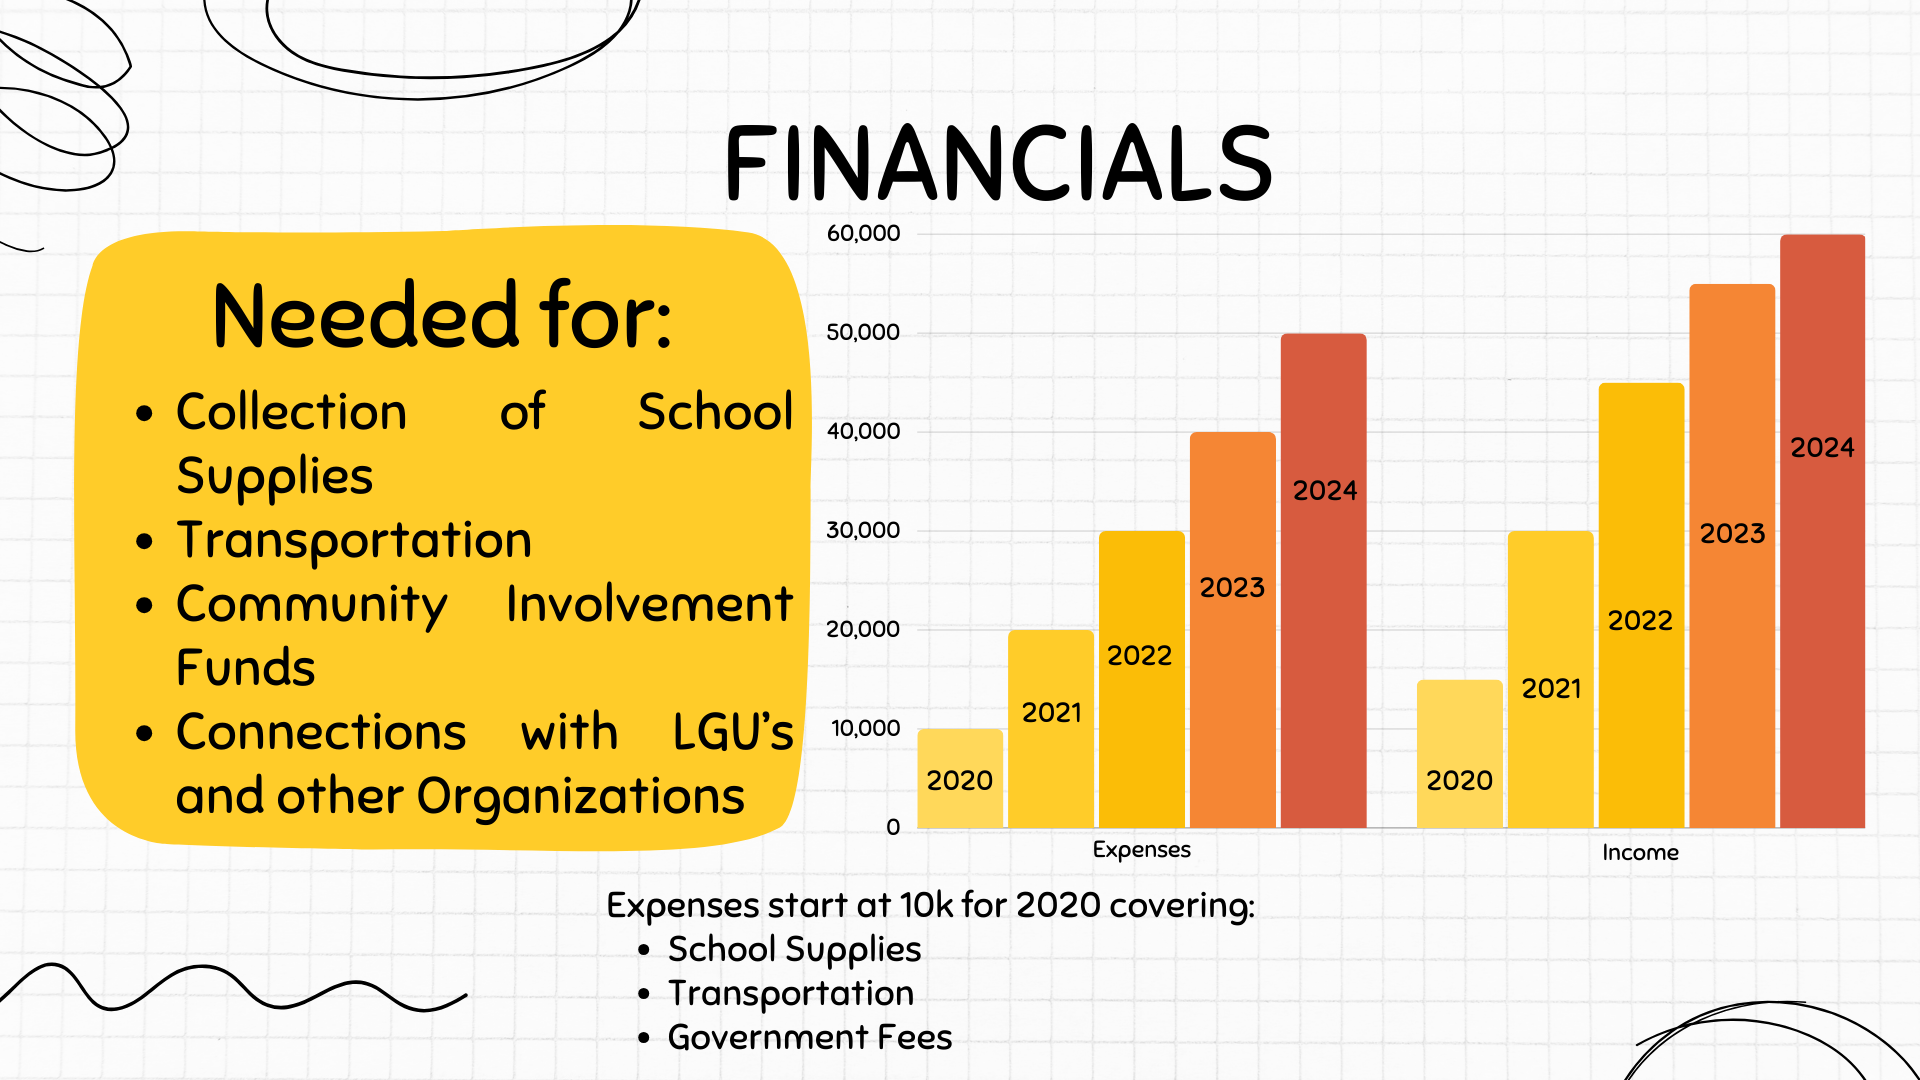 FINANCIALS
Needed for:
• Collection of School
Supplies
• Transportation
• Community Involvement
Funds
• Connections with LGU's
and other Organizations
60,000
50,000
40,000
30,000
20,000
10,000
0
2020
2021
2022
2023
2024
2020
2021
2022
2023
2024
Expenses
Income
Expenses start at 10k for 2020 covering:
• School Supplies
• Transportation
• Government Fees